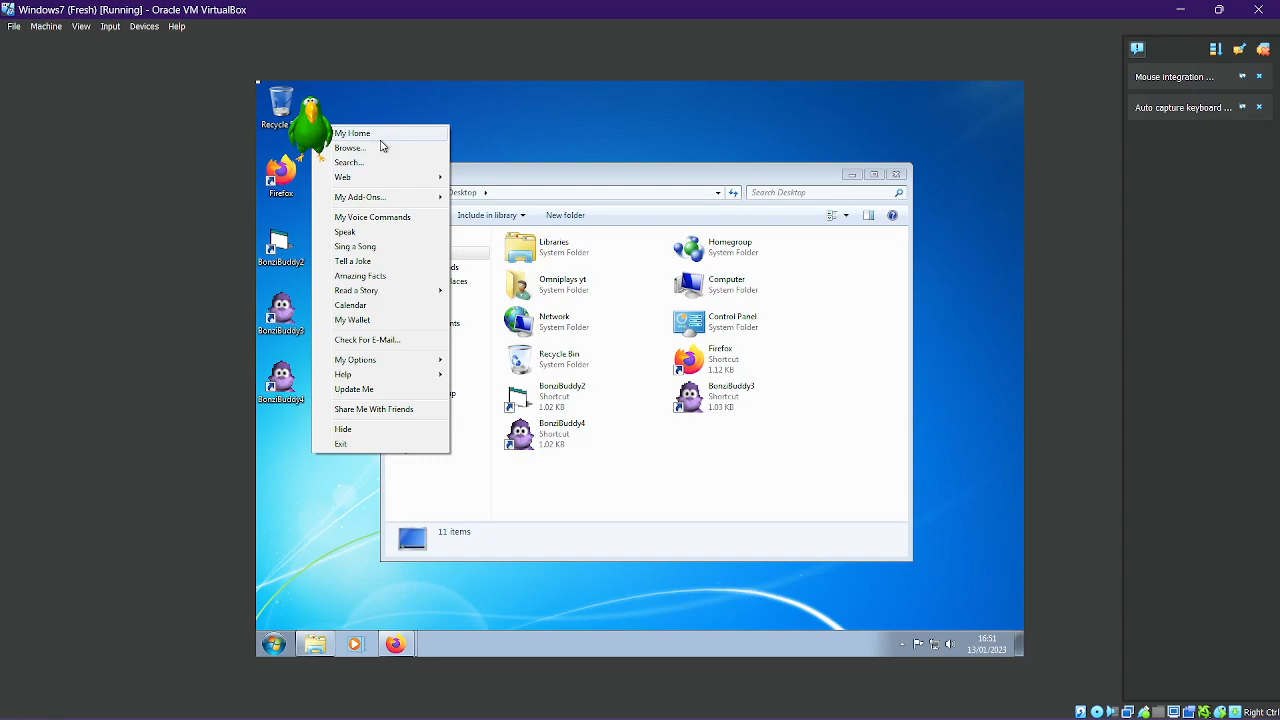 Windows7 (Fresh) [Running] - Oracle VM VirtualBox
File Machine View Input Devices Help
Mouse integration ...
Auto capture keyboard ...
Recycle
Firefox
BonziBuddy2
BonziBuddy3
BonziBuddy4
My Home
Browse...
Search...
Web
My Add-Ons...
My Voice Commands
Speak
Sing a Song
Tell a Joke
Amazing Facts
Read a Story
Calendar
My Wallet
Check For E-Mail...
My Options
Help
Update Me
Share Me With Friends
Hide
Exit
Desktop
Search Desktop
Include in library
New folder
Libraries
System Folder
Homegroup
System Folder
Omniplays yt
System Folder
Computer
System Folder
Network
System Folder
Control Panel
System Folder
Recycle Bin
System Folder
Firefox
Shortcut
1.12 KB
BonziBuddy2
Shortcut
1.02 KB
BonziBuddy3
Shortcut
1.03 KB
BonziBuddy4
Shortcut
1.02 KB
11 items
16:51
13/01/2023
Right Ctrl